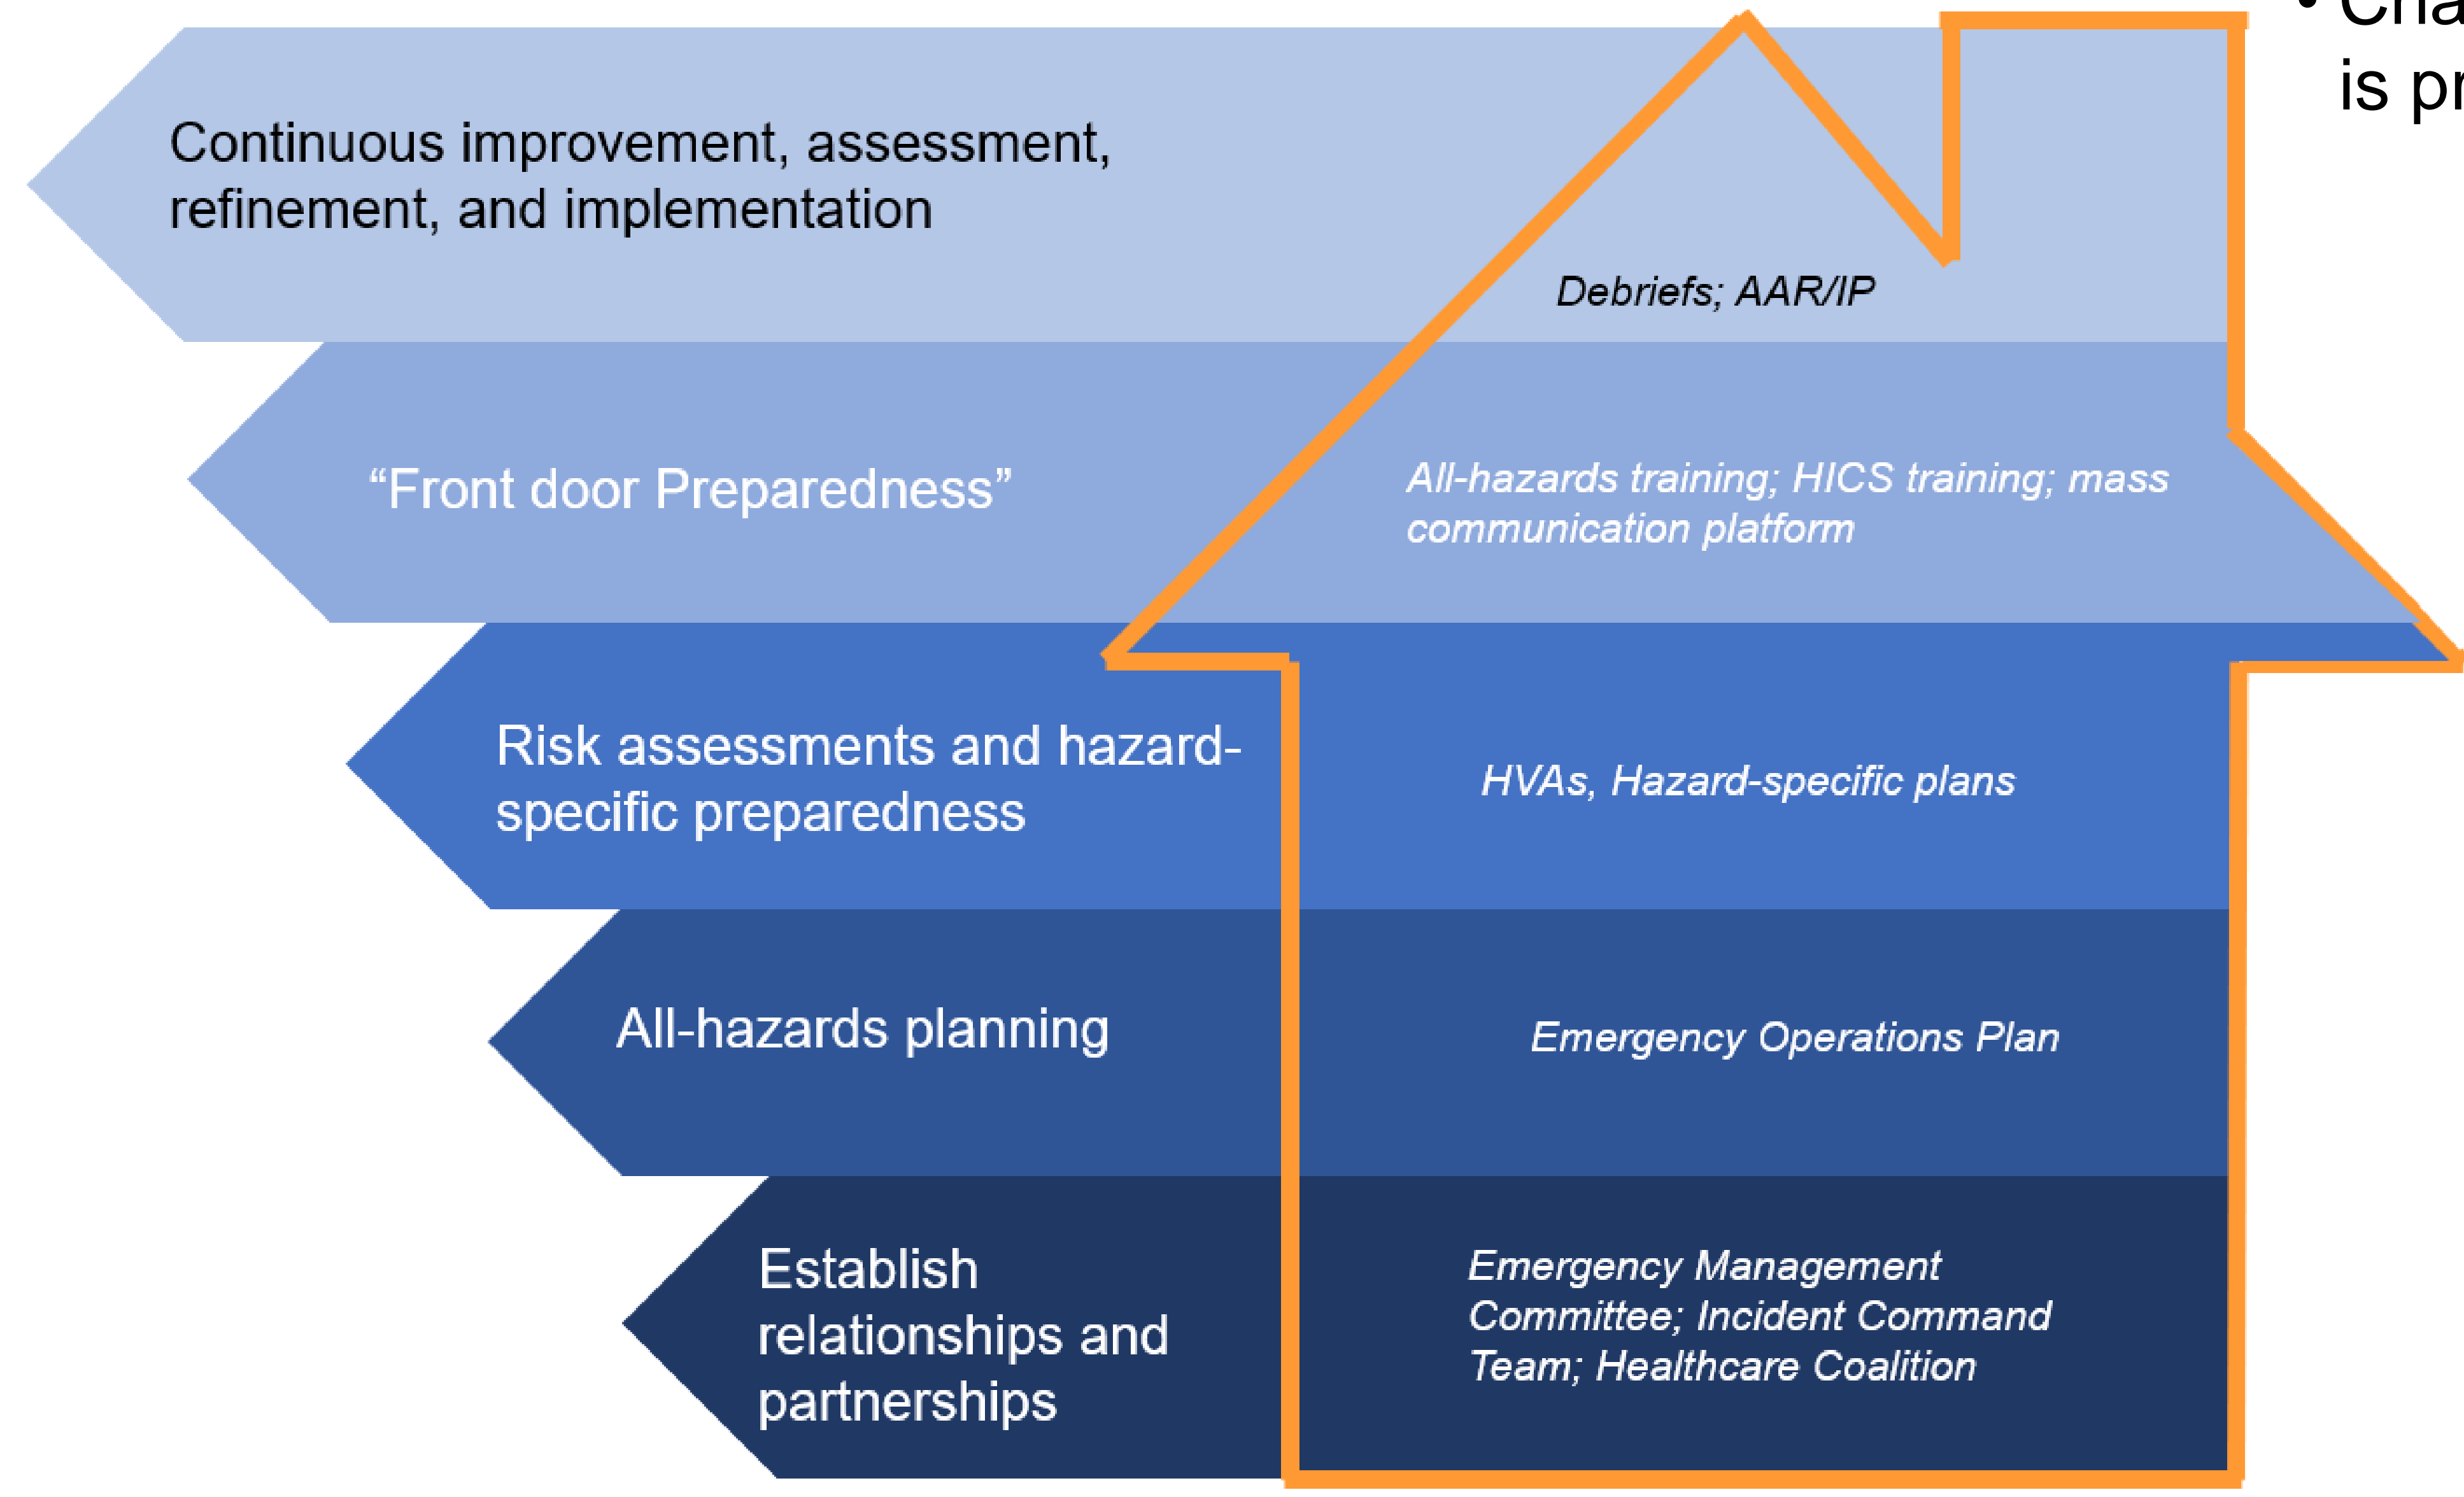 is
Continuous improvement, assessment,
refinement, and implementation
Debriefs; AAR/IP
“Front door Preparedness”
All-hazards training; HICS training; mass
communication platform
Risk assessments and hazard-
specific preparedness
HVAs, Hazard-specific plans
All-hazards planning
Emergency Operations Plan
Establish
relationships and
partnerships
Emergency Management
Committee; Incident Command
Team; Healthcare Coalition